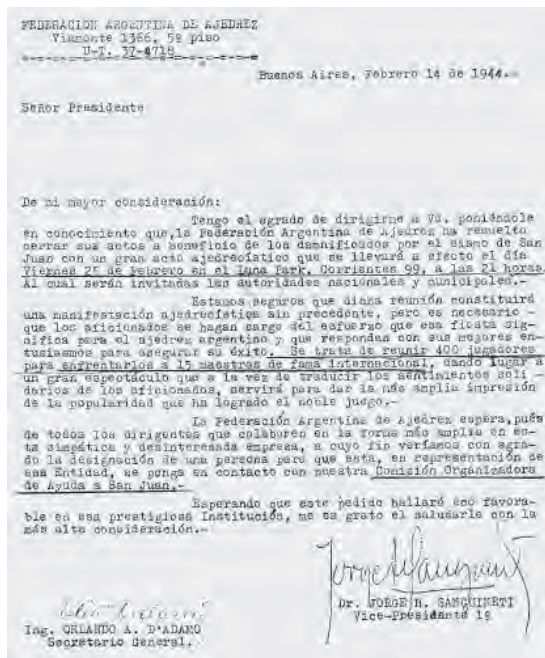 FEDERACION ARGENTINA DE AJEDREZ
Viamonte 1366, 5º piso
U-T. 37-4718
Buenos Aires, Febrero 14 de 1944.-
Señor Presidente
De mi mayor consideración:
Tengo el agrado de dirigirme a Vd. poniéndole
en conocimiento que, la Federación Argentina de Ajedrez ha resuelto
cerrar sus actos a beneficio de los damnificados por el sismo de San
Juan con un gran acto ajedrecístico que se llevará a efecto el día
Viernes 25 de Febrero en el Luna Park, Corrientes 99, a las 21 horas.
Al cual serán invitadas las autoridades nacionales y municipales.-
Estamos seguros que dicha reunión constituirá
una manifestación ajedrecística sin precedente, pero es necesario -
que los aficionados se hagan cargo del esfuerzo que esa fiesta sig-
nifica para el ajedrez argentino y que respondan con sus mejores en-
tusiasmos para asegurar su éxito. Se trata de reunir 400 jugadores
para enfrentarlos a 15 maestros de fama internacional, dando lugar a
un gran espectáculo que a la vez de traducir los sentimientos soli
darios de los aficionados, servirá para dar la más amplia impresión
de la popularidad que ha logrado el noble juego.-
La Federación Argentina de Ajedrez espera, pués
de todos los dirigentes que colaboren en la forma más amplia en es-
ta simpática y desinteresada empresa, a cuyo fin veríamos con agra-
do la designación de una persona para que esta, en representación de
esa Entidad, se ponga en contacto con nuestra Comisión Organizadora
de Ayuda a San Juan.-
Esperando que este pedido hallará eco favora-
ble en esa prestigiosa Institución, me es grato el saludarle con la
más alta consideración.-
Dr. JORGE R. SANGUINETI
Vice-Presidente 1º
Ing. ORLANDO A. D'ADAMO
Secretario General.